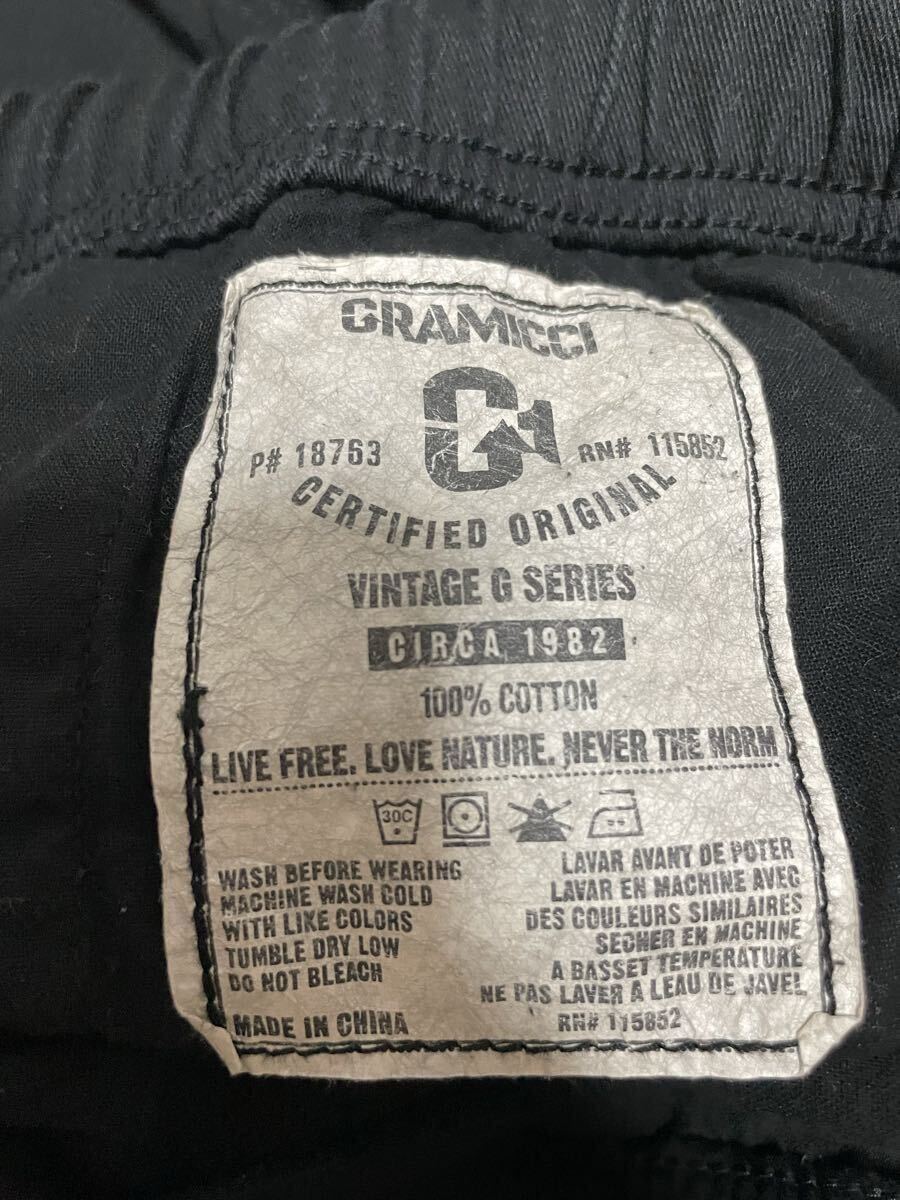 GRAMICCI
P# 18763
RN# 115852
CERTIFIED ORIGINAL
VINTAGE G SERIES
CIRCA 1982
100% COTTON
LIVE FREE. LOVE NATURE. NEVER THE NORM
30C
WASH BEFORE WEARING
MACHINE WASH COLD
WITH LIKE COLORS
TUMBLE DRY LOW
DO NOT BLEACH
MADE IN CHINA
LAVAR AVANT DE POTER
LAVAR EN MACHINE AVEC
DES COULEURS SIMILAIRES
SECHER EN MACHINE
A BASSET TEMPERATURE
NE PAS LAVER A LEAU DE JAVEL
RN# 115852